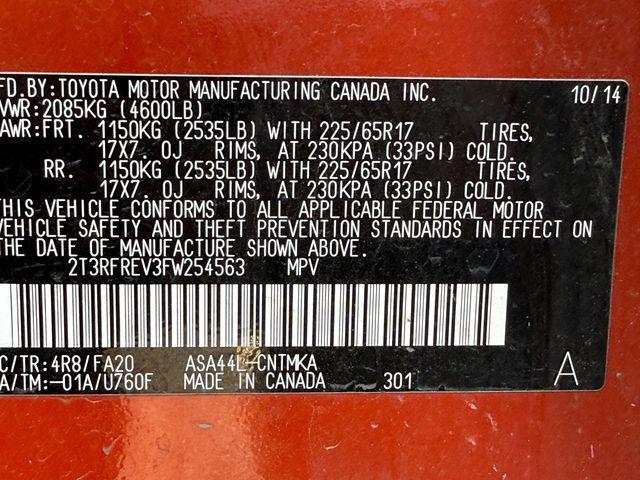 MFD.BY:TOYOTA MOTOR MANUFACTURING CANADA INC. 10/14
VWR:2085KG (4600LB)
AWR:FRT. 1150KG (2535LB) WITH 225/65R17 TIRES,
17X7.0J RIMS, AT 230KPA (33PSI) COLD.
RR. 1150KG (2535LB) WITH 225/65R17 TIRES,
17X7.0J RIMS, AT 230KPA (33PSI) COLD.
THIS VEHICLE CONFORMS TO ALL APPLICABLE FEDERAL MOTOR
VEHICLE SAFETY AND THEFT PREVENTION STANDARDS IN EFFECT ON
THE DATE OF MANUFACTURE SHOWN ABOVE.
2T3RFREV3FW254563 MPV
C/TR:4R8/FA20 ASA44L-CNTMKA
A/TM:-01A/U760F MADE IN CANADA 301 A